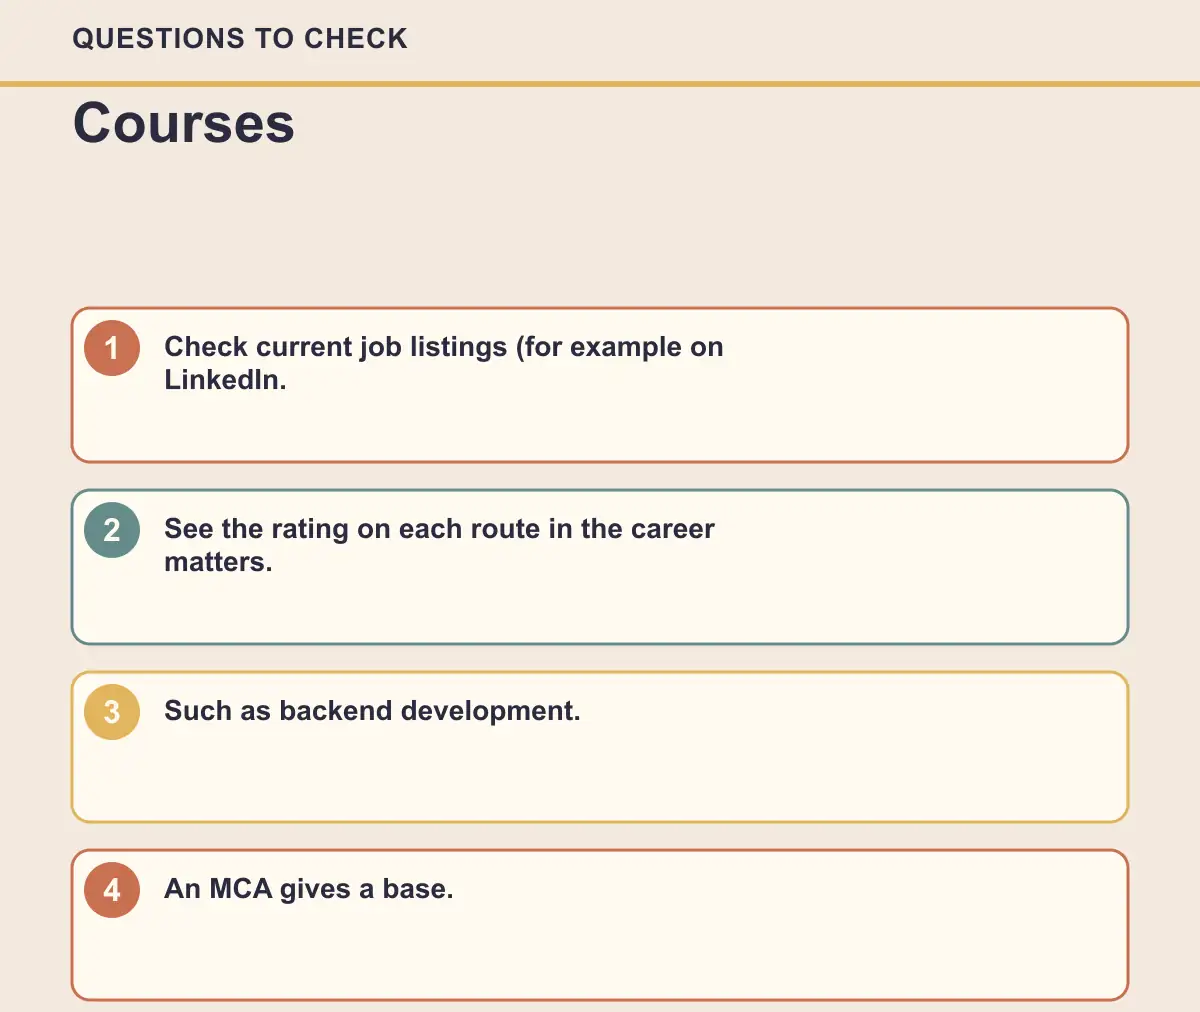 QUESTIONS TO CHECK
Courses
1
Check current job listings (for example on
LinkedIn.
2
See the rating on each route in the career
matters.
3
Such as backend development.
4
An MCA gives a base.